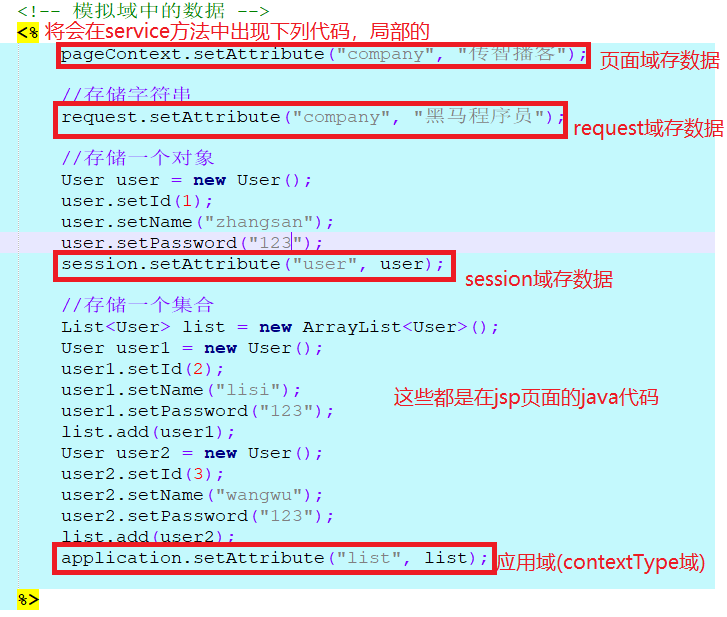 <!-- 模拟域中的数据 -->
<% 将会在service方法中出现下列代码，局部的
pageContext.setAttribute("company", "传智播客"); 页面域存数据
//存储字符串
request.setAttribute("company", "黑马程序员"); request域存数据
//存储一个对象
User user = new User();
user.setId(1);
user.setName("zhangsan");
user.setPassword("123");
session.setAttribute("user", user); session域存数据
//存储一个集合
List<User> list = new ArrayList<User>();
User user1 = new User();
user1.setId(2);
user1.setName("lisi");
user1.setPassword("123"); 这些都是在jsp页面的java代码
list.add(user1);
User user2 = new User();
user2.setId(3);
user2.setName("wangwu");
user2.setPassword("123");
list.add(user2);
application.setAttribute("list", list); 应用域(contextType域)
%>